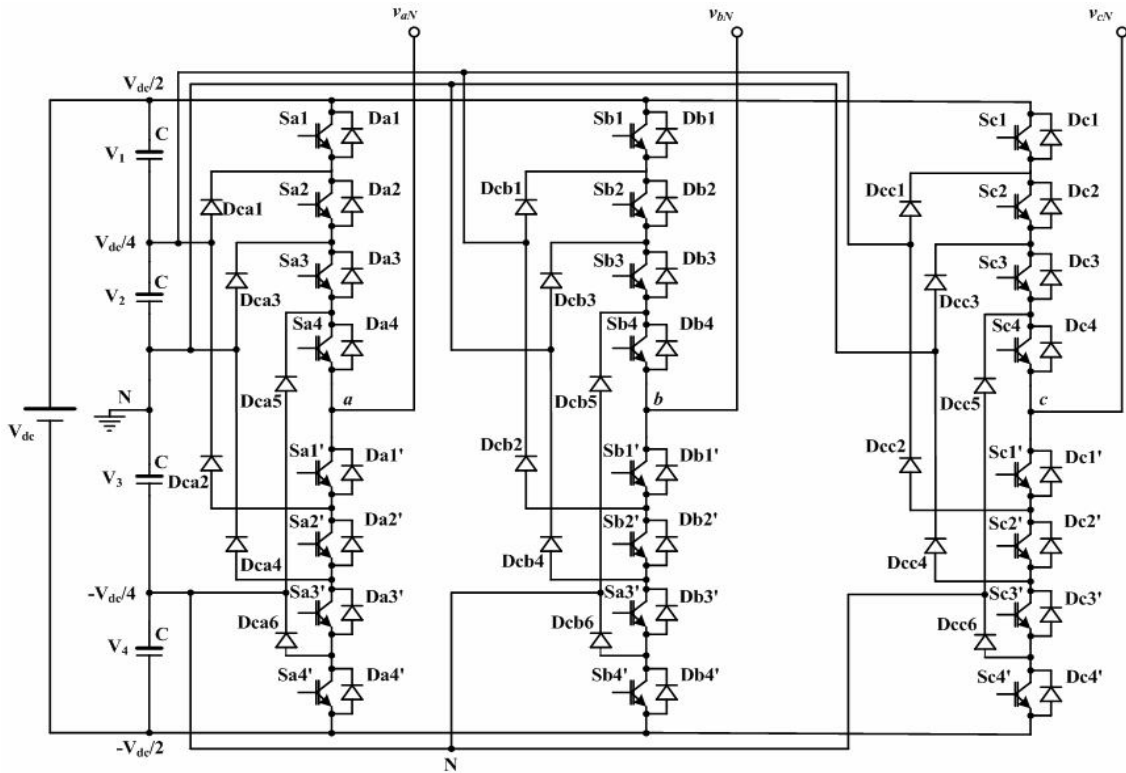 vaN
vbN
vcN
Vdc/2
Sa1
Da1
Sb1
Db1
Sc1
Dc1
C
V1
Sa2
Da2
Dcb1
Sb2
Db2
Dcc1
Sc2
Dc2
Dca1
Vdc/4
Sa3
Da3
Sb3
Db3
Sc3
Dc3
C
V2
Dca3
Dcb3
Dcc3
Sa4
Da4
Sb4
Db4
Sc4
Dc4
N
Dca5
a
Dcb5
b
Dcc5
c
Vdc
C
V3
Dca2
Sa1'
Da1'
Dcb2
Sb1'
Db1'
Dcc2
Sc1'
Dc1'
Sa2'
Da2'
Sb2'
Db2'
Sc2'
Dc2'
Dca4
Dcb4
Dcc4
-Vdc/4
Sa3'
Da3'
Sa3'
Db3'
Sc3'
Dc3'
C
V4
Dca6
Dcb6
Dcc6
Sa4'
Da4'
Sb4'
Db4'
Sc4'
Dc4'
-Vdc/2
N